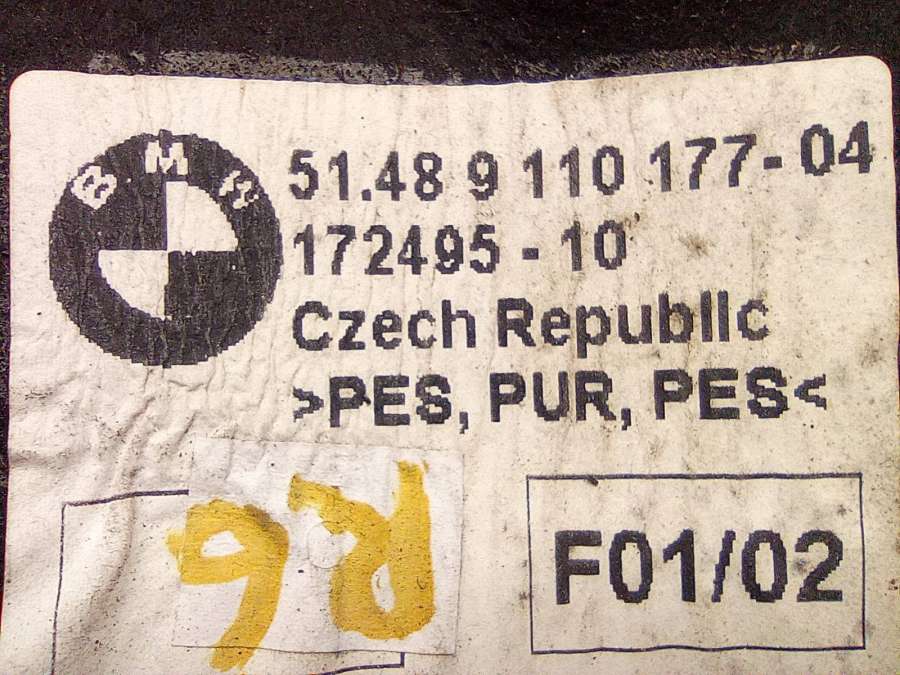 BMW
51.48 9 110 177-04
172495 - 10
Czech Republic
>PES, PUR, PES<
F01/02